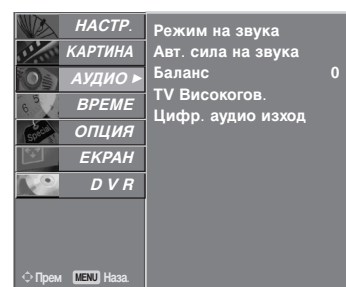 НАСТР.
КАРТИНА
АУДИО ►
ВРЕМЕ
ОПЦИЯ
Special
ЕКРАН
D V R
Режим на звука
Авт. сила на звука
Баланс 0
TV Високогов.
Цифр. аудио изход
Прем MENU Наза.